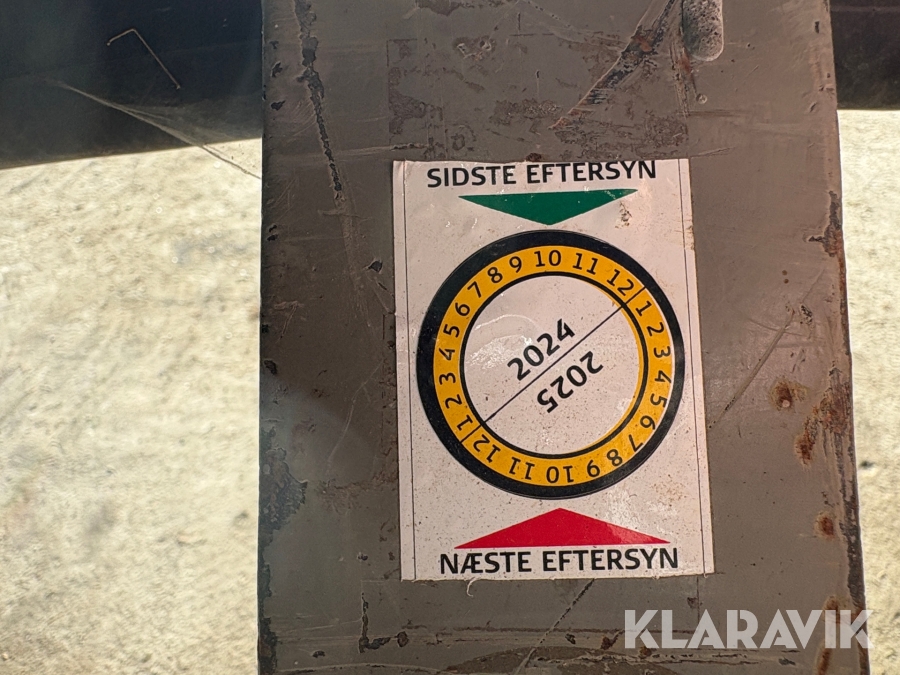 SIDSTE EFTERSYN
1 2 3 4 5 6 7 8 9 10 11 12
2024
2025
1 2 3 4 5 6 7 8 9 10 11 12
NÆSTE EFTERSYN
KLARAVIK